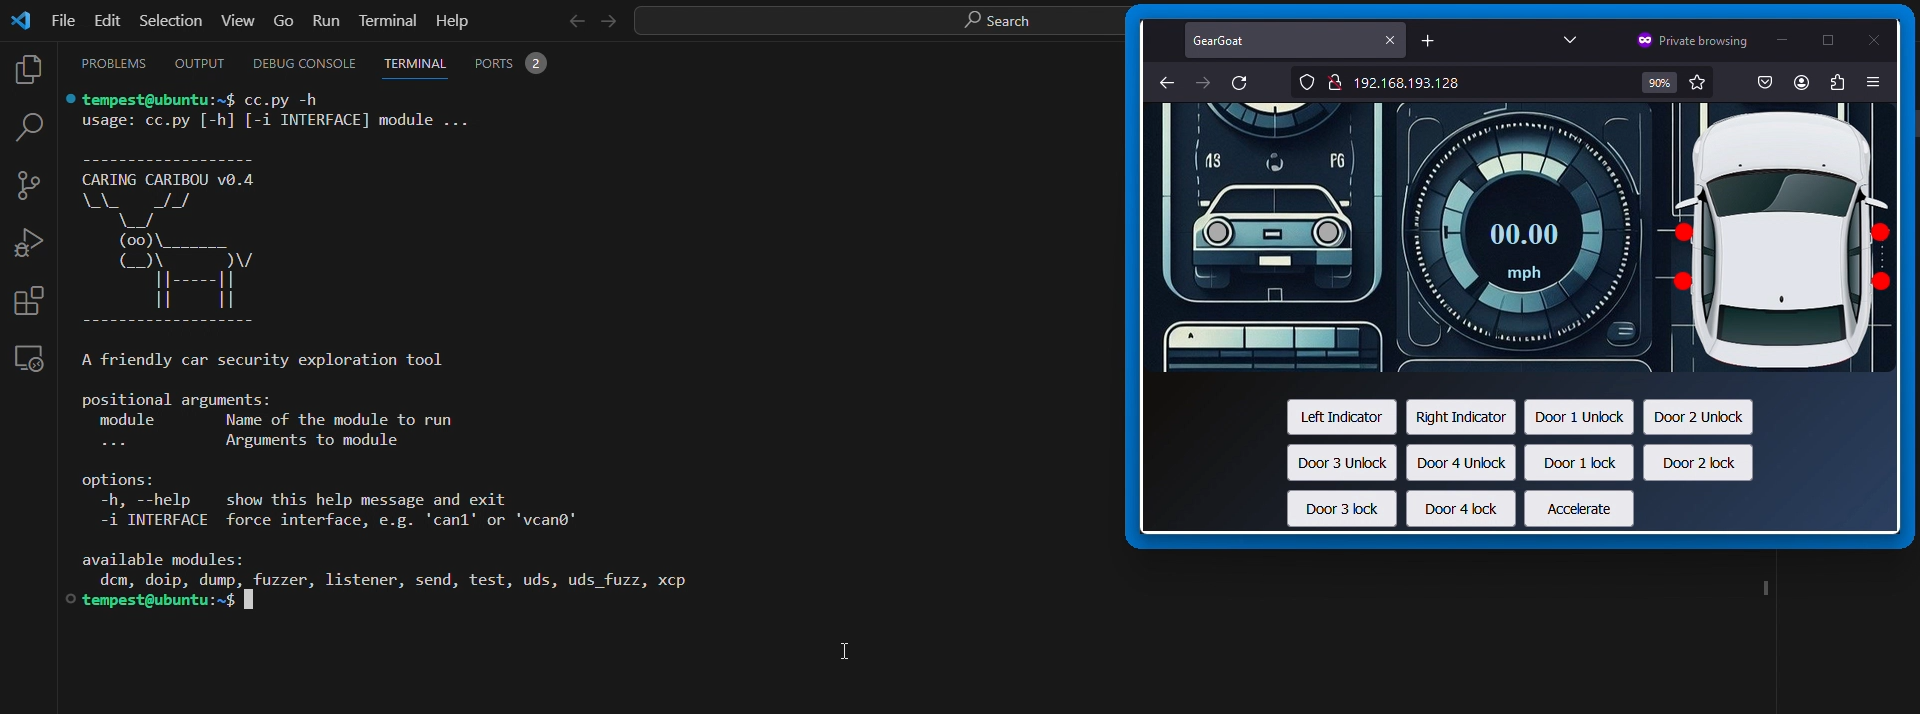 File Edit Selection View Go Run Terminal Help
Search
PROBLEMS OUTPUT DEBUG CONSOLE TERMINAL PORTS 2
tempest@ubuntu:~$ cc.py -h
usage: cc.py [-h] [-i INTERFACE] module ...
-------------------
CARING CARIBOU v0.4
\_\_    _/_/
    \__/
    (oo)\_______
    (__)\       )\/
        ||-----||
        ||     ||
-------------------
A friendly car security exploration tool
positional arguments:
  module        Name of the module to run
  ...           Arguments to module
options:
  -h, --help    show this help message and exit
  -i INTERFACE  force interface, e.g. 'can1' or 'vcan0'
available modules:
  dcm, doip, dump, fuzzer, listener, send, test, uds, uds_fuzz, xcp
tempest@ubuntu:~$
GearGoat
Private browsing
192.168.193.128
90%
00.00
mph
Left Indicator Right Indicator Door 1 Unlock Door 2 Unlock
Door 3 Unlock Door 4 Unlock Door 1 lock Door 2 lock
Door 3 lock Door 4 lock Accelerate